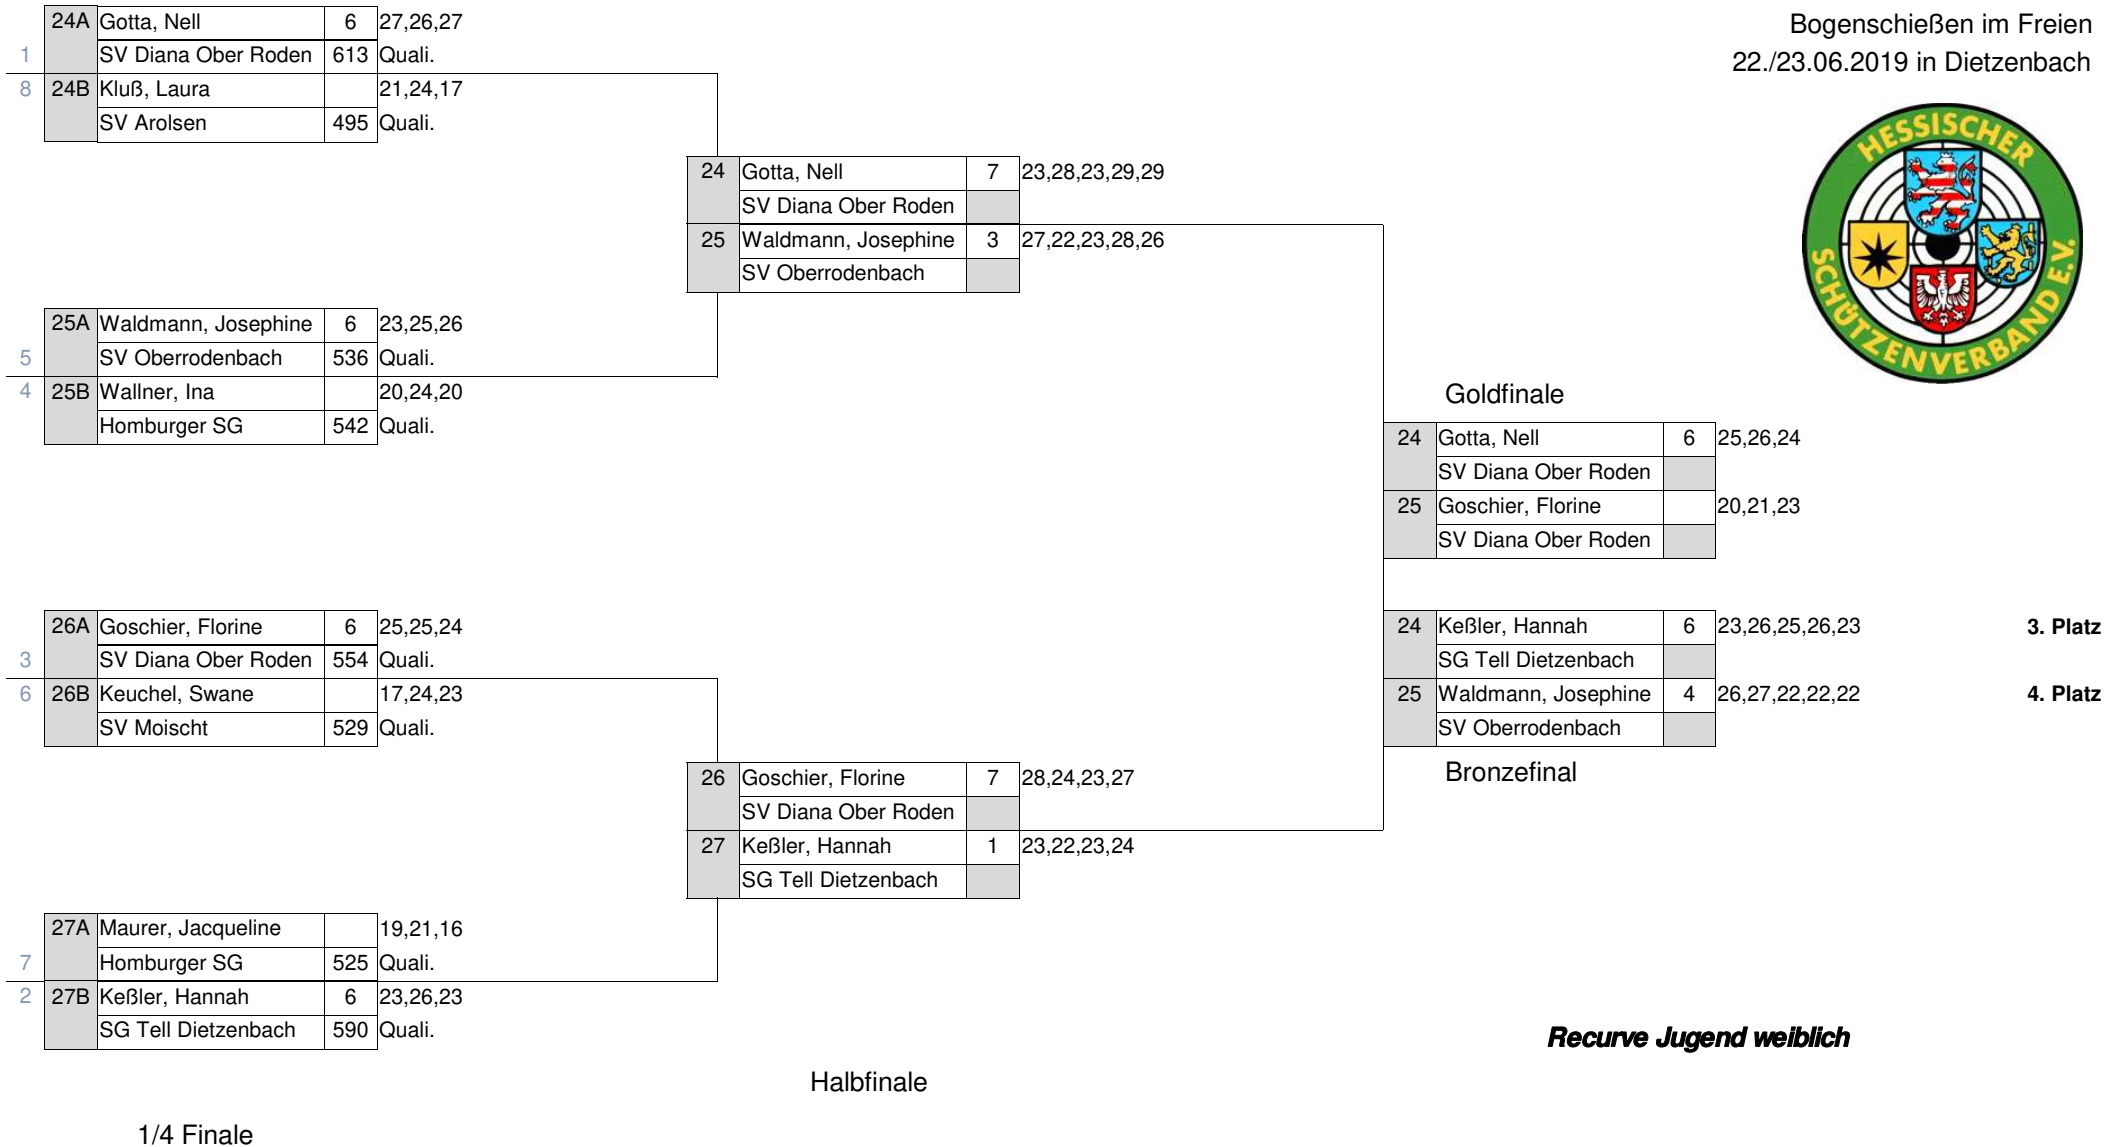 Bogenschießen im Freien
22./23.06.2019 in Dietzenbach
HESSISCHER
SCHÜTZENVERBAND E.V.
24A Gotta, Nell 6 27,26,27
1 SV Diana Ober Roden 613 Quali.
8 24B Kluß, Laura 21,24,17
SV Arolsen 495 Quali.
25A Waldmann, Josephine 6 23,25,26
5 SV Oberrodenbach 536 Quali.
4 25B Wallner, Ina 20,24,20
Homburger SG 542 Quali.
26A Goschier, Florine 6 25,25,24
3 SV Diana Ober Roden 554 Quali.
6 26B Keuchel, Swane 17,24,23
SV Moischt 529 Quali.
27A Maurer, Jacqueline 19,21,16
7 Homburger SG 525 Quali.
2 27B Keßler, Hannah 6 23,26,23
SG Tell Dietzenbach 590 Quali.
1/4 Finale
24 Gotta, Nell 7 23,28,23,29,29
SV Diana Ober Roden
25 Waldmann, Josephine 3 27,22,23,28,26
SV Oberrodenbach
26 Goschier, Florine 7 28,24,23,27
SV Diana Ober Roden
27 Keßler, Hannah 1 23,22,23,24
SG Tell Dietzenbach
Halbfinale
Goldfinale
24 Gotta, Nell 6 25,26,24
SV Diana Ober Roden
25 Goschier, Florine 20,21,23
SV Diana Ober Roden
24 Keßler, Hannah 6 23,26,25,26,23 3. Platz
SG Tell Dietzenbach
25 Waldmann, Josephine 4 26,27,22,22,22 4. Platz
SV Oberrodenbach
Bronzefinal
Recurve Jugend weiblich